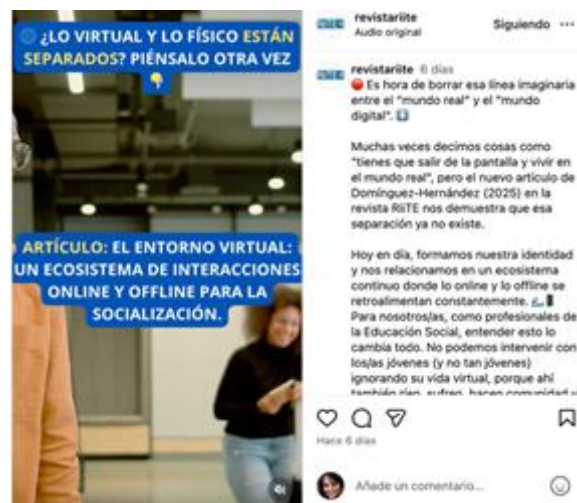 ¿LO VIRTUAL Y LO FÍSICO ESTÁN
SEPARADOS? PIÉNSALO OTRA VEZ
ARTÍCULO: EL ENTORNO VIRTUAL:
UN ECOSISTEMA DE INTERACCIONES
ONLINE Y OFFLINE PARA LA
SOCIALIZACIÓN.
revistariite
Siguiendo
Audio original
revistariite 6 días
Es hora de borrar esa línea imaginaria
entre el "mundo real" y el "mundo
digital".
Muchas veces decimos cosas como
"tienes que salir de la pantalla y vivir en
el mundo real", pero el nuevo artículo de
Domínguez-Hernández (2025) en la
revista RiiTE nos demuestra que esa
separación ya no existe.
Hoy en día, formamos nuestra identidad
y nos relacionamos en un ecosistema
continuo donde lo online y lo offline se
retroalimentan constantemente.
Para nosotros/as, como profesionales de
la Educación Social, entender esto lo
cambia todo. No podemos intervenir con
los/as jóvenes (y no tan jóvenes)
ignorando su vida virtual, porque ahí
también ríen, sufren, hacen comunidad y
Hace 6 días
Añade un comentario...